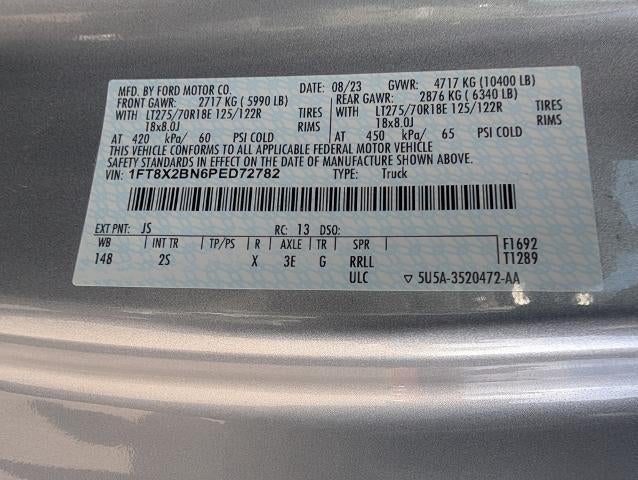 MFD. BY FORD MOTOR CO. DATE: 08/23 GVWR: 4717 KG (10400 LB)
FRONT GAWR: 2717 KG (5990 LB) REAR GAWR: 2876 KG (6340 LB)
WITH LT275/70R18E 125/122R TIRES LT275/70R18E 125/122R TIRES
18x8.0J RIMS 18x8.0J RIMS
AT 420 kPa/ 60 PSI COLD AT 450 kPa/ 65 PSI COLD
THIS VEHICLE CONFORMS TO ALL APPLICABLE FEDERAL MOTOR VEHICLE
SAFETY STANDARDS IN EFFECT ON THE DATE OF MANUFACTURE SHOWN ABOVE.
VIN: 1FT8X2BN6PED72782 TYPE: Truck
EXT PNT: JS RC: 13 DSO:
WB INT TR TP/PS R AXLE TR SPR F1692
148 2S X 3E G RRLL T1289
ULC ▽ 5U5A-3520472-AA